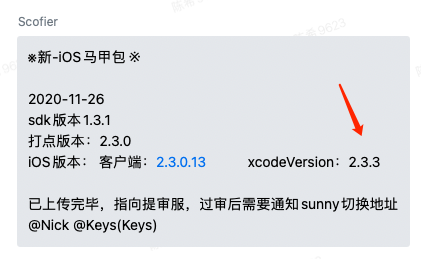 Scofier
※新-iOS马甲包※
2020-11-26
sdk版本1.3.1
打点版本：2.3.0
iOS版本： 客户端：2.3.0.13 xcodeVersion：2.3.3
已上传完毕，指向提审服，过审后需要通知sunny切换地址
@Nick @Keys(Keys)